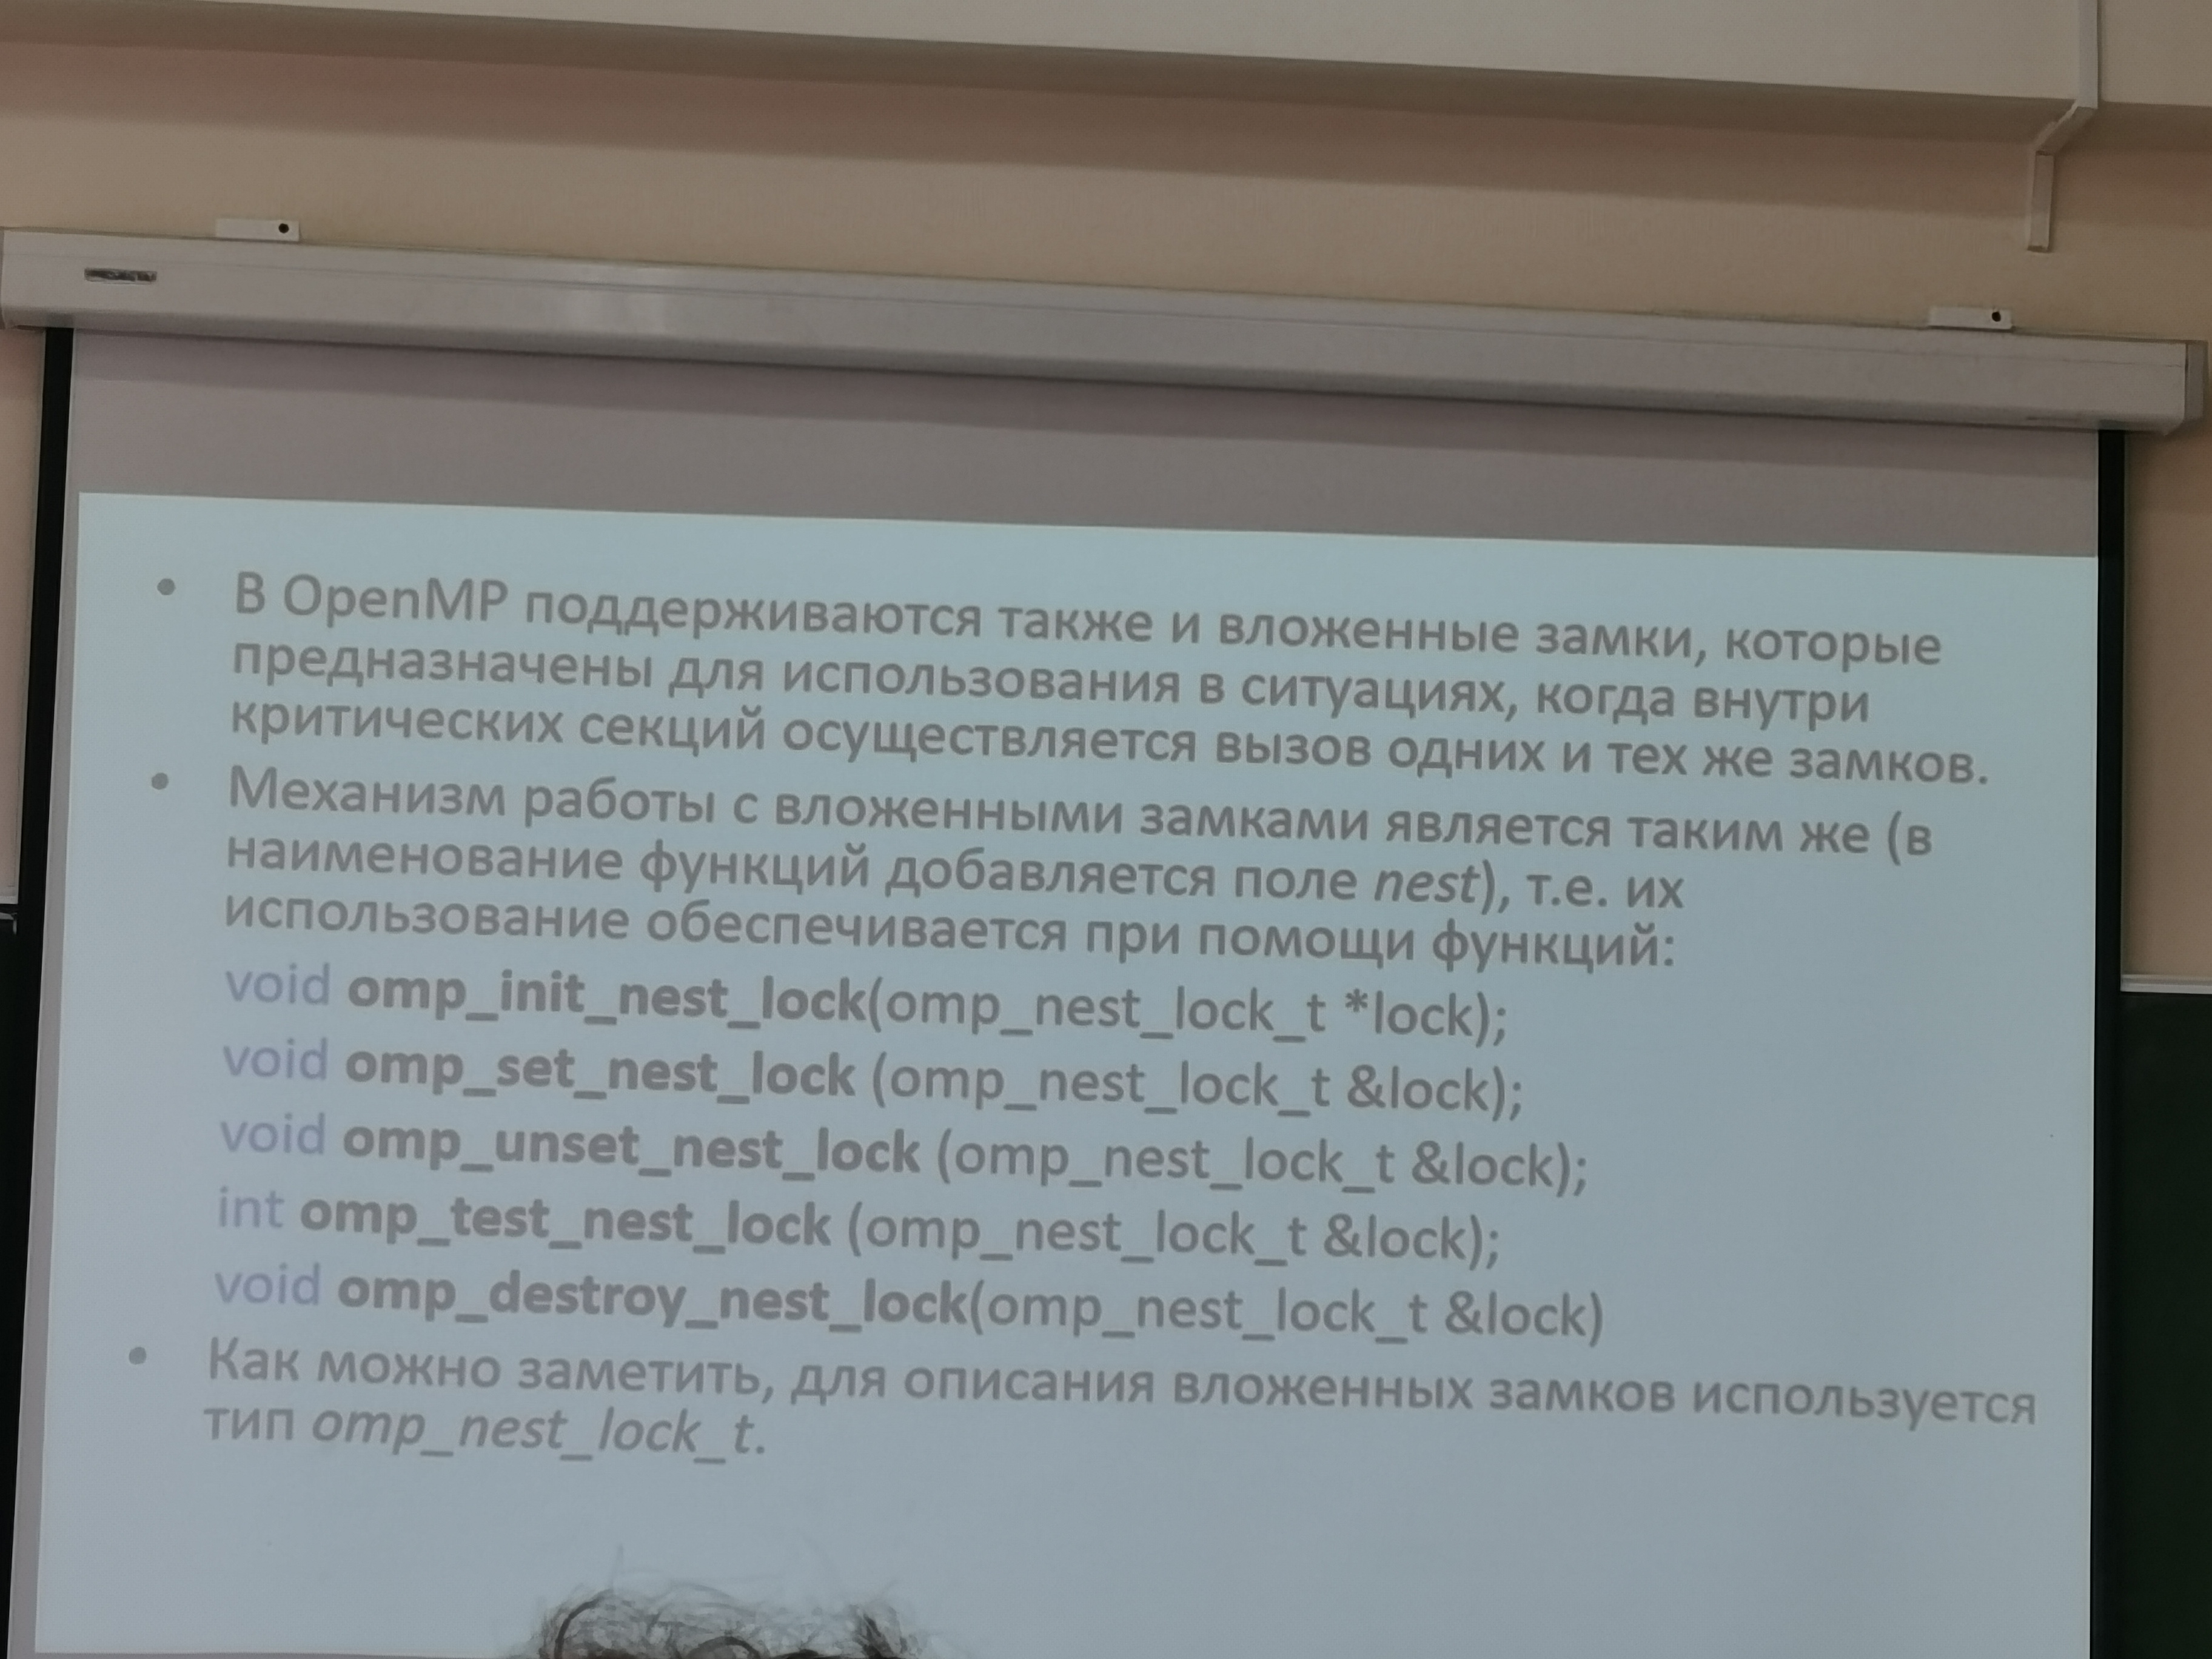 • В OpenMP поддерживаются также и вложенные замки, которые
предназначены для использования в ситуациях, когда внутри
критических секций осуществляется вызов одних и тех же замков.
• Механизм работы с вложенными замками является таким же (в
наименование функций добавляется поле nest), т.е. их
использование обеспечивается при помощи функций:
void omp_init_nest_lock(omp_nest_lock_t *lock);
void omp_set_nest_lock (omp_nest_lock_t &lock);
void omp_unset_nest_lock (omp_nest_lock_t &lock);
int omp_test_nest_lock (omp_nest_lock_t &lock);
void omp_destroy_nest_lock(omp_nest_lock_t &lock)
• Как можно заметить, для описания вложенных замков используется
тип omp_nest_lock_t.